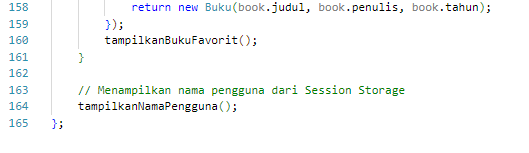 158 return new Buku(book.judul, book.penulis, book.tahun);
159 });
160 tampilkanBukuFavorit();
161 }
162
163 // Menampilkan nama pengguna dari Session Storage
164 tampilkanNamaPengguna();
165 };